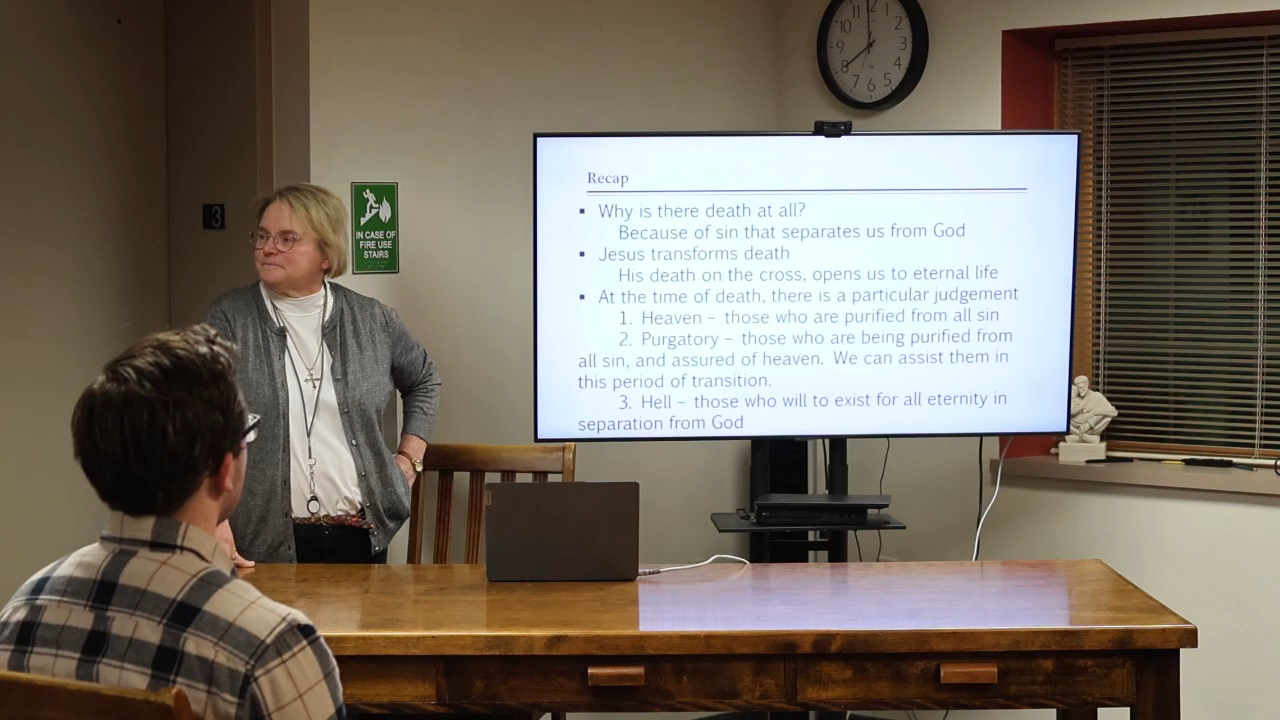 11 12 1
10 2
9 3
8 4
7 6 5
3
IN CASE OF
FIRE USE
STAIRS
Recap
▪ Why is there death at all?
Because of sin that separates us from God
▪ Jesus transforms death
His death on the cross, opens us to eternal life
▪ At the time of death, there is a particular judgement
1. Heaven – those who are purified from all sin
2. Purgatory – those who are being purified from
all sin, and assured of heaven. We can assist them in
this period of transition.
3. Hell – those who will to exist for all eternity in
separation from God